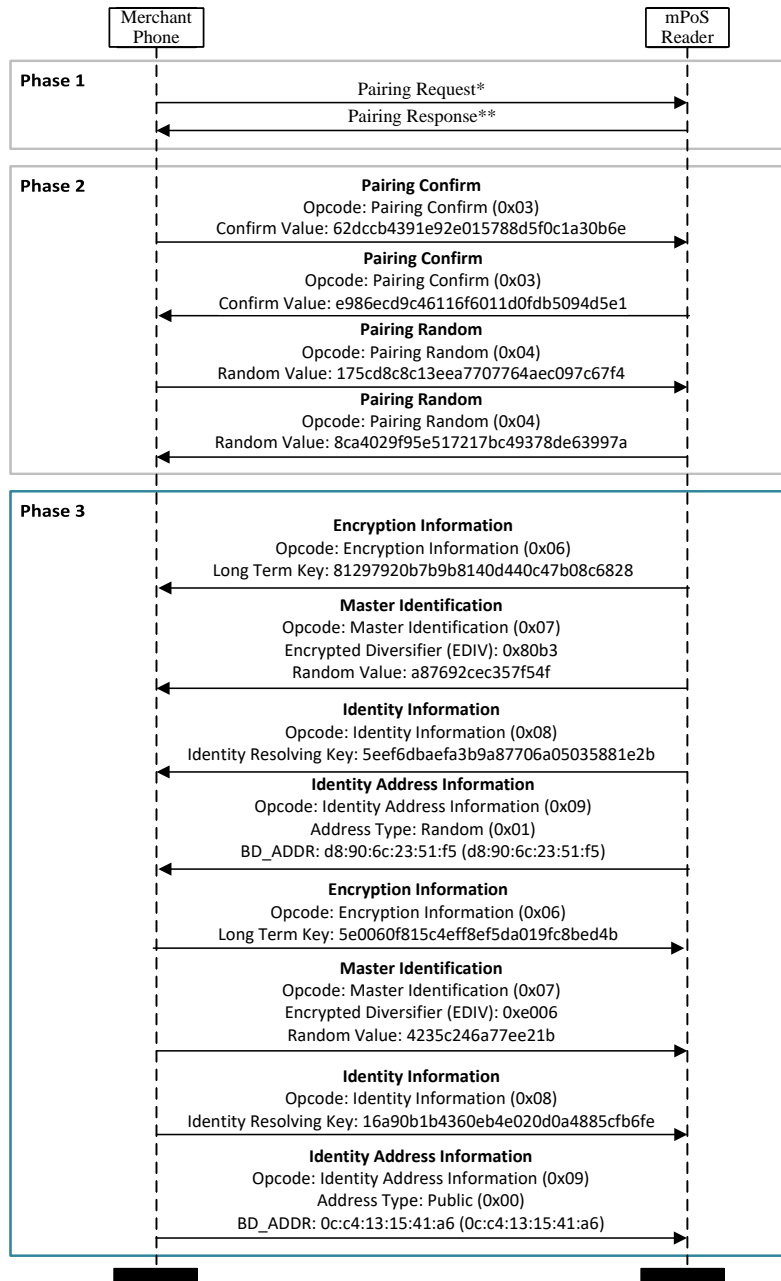 Merchant
Phone
mPoS
Reader
Phase 1
Pairing Request*
Pairing Response**
Phase 2
Pairing Confirm
Opcode: Pairing Confirm (0x03)
Confirm Value: 62dccb4391e92e015788d5f0c1a30b6e
Pairing Confirm
Opcode: Pairing Confirm (0x03)
Confirm Value: e986ecd9c46116f6011d0fdb5094d5e1
Pairing Random
Opcode: Pairing Random (0x04)
Random Value: 175cd8c8c13eea7707764aec097c67f4
Pairing Random
Opcode: Pairing Random (0x04)
Random Value: 8ca4029f95e517217bc49378de63997a
Phase 3
Encryption Information
Opcode: Encryption Information (0x06)
Long Term Key: 81297920b7b9b8140d440c47b08c6828
Master Identification
Opcode: Master Identification (0x07)
Encrypted Diversifier (EDIV): 0x80b3
Random Value: a87692cec357f54f
Identity Information
Opcode: Identity Information (0x08)
Identity Resolving Key: 5eef6dbaefa3b9a87706a05035881e2b
Identity Address Information
Opcode: Identity Address Information (0x09)
Address Type: Random (0x01)
BD_ADDR: d8:90:6c:23:51:f5 (d8:90:6c:23:51:f5)
Encryption Information
Opcode: Encryption Information (0x06)
Long Term Key: 5e0060f815c4eff8ef5da019fc8bed4b
Master Identification
Opcode: Master Identification (0x07)
Encrypted Diversifier (EDIV): 0xe006
Random Value: 4235c246a77ee21b
Identity Information
Opcode: Identity Information (0x08)
Identity Resolving Key: 16a90b1b4360eb4e020d0a4885cfb6fe
Identity Address Information
Opcode: Identity Address Information (0x09)
Address Type: Public (0x00)
BD_ADDR: 0c:c4:13:15:41:a6 (0c:c4:13:15:41:a6)